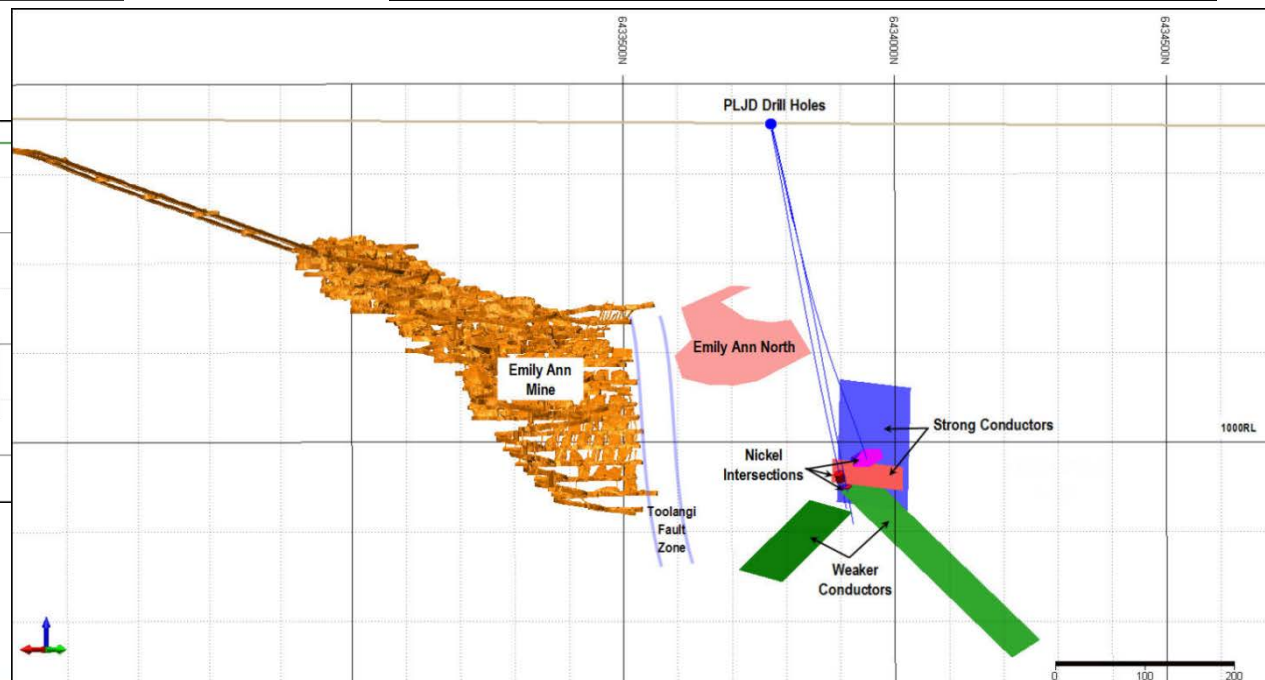 6433500N
6434000N
6434500N
PLJD Drill Holes
Emily Ann North
Emily Ann
Mine
Strong Conductors
1000RL
Nickel
Intersections
Toolangi
Fault
Zone
Weaker
Conductors
0 100 200